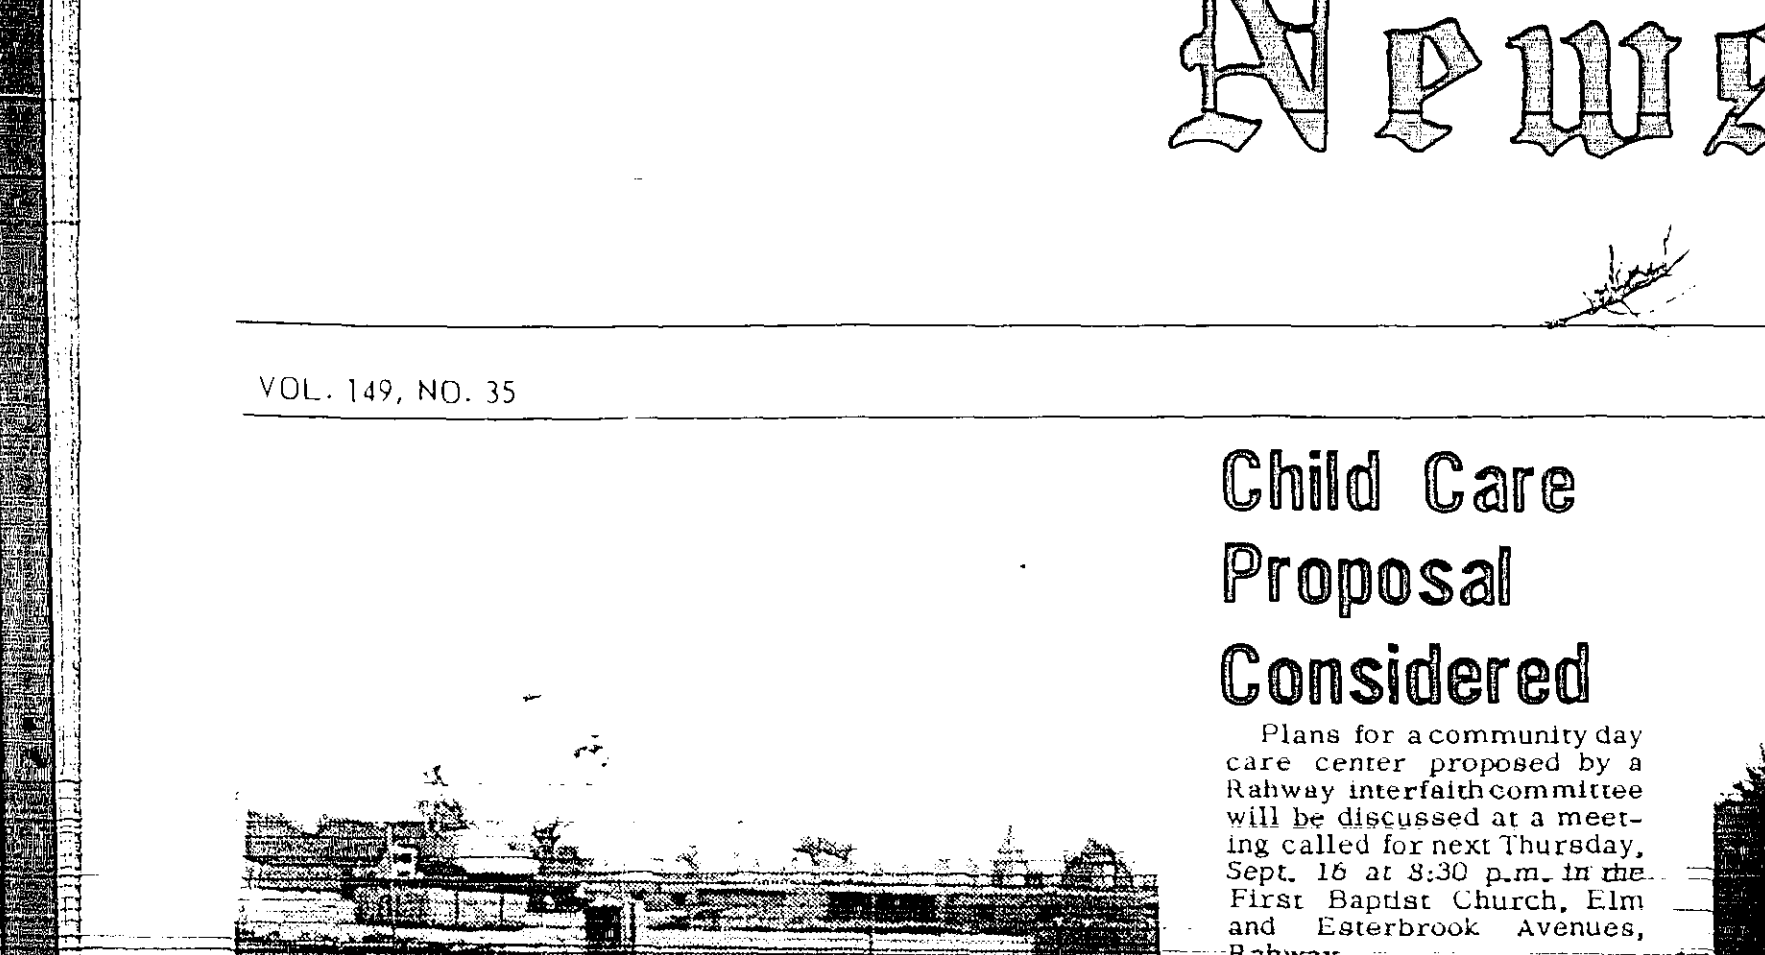 News
VOL. 149, NO. 35
Child Care
Proposal
Considered
Plans for a community day
care center proposed by a
Rahway interfaith committee
will be discussed at a meet-
ing called for next Thursday,
Sept. 16 at 8:30 p.m. in the
First Baptist Church, Elm
and Esterbrook Avenues,
Rahway